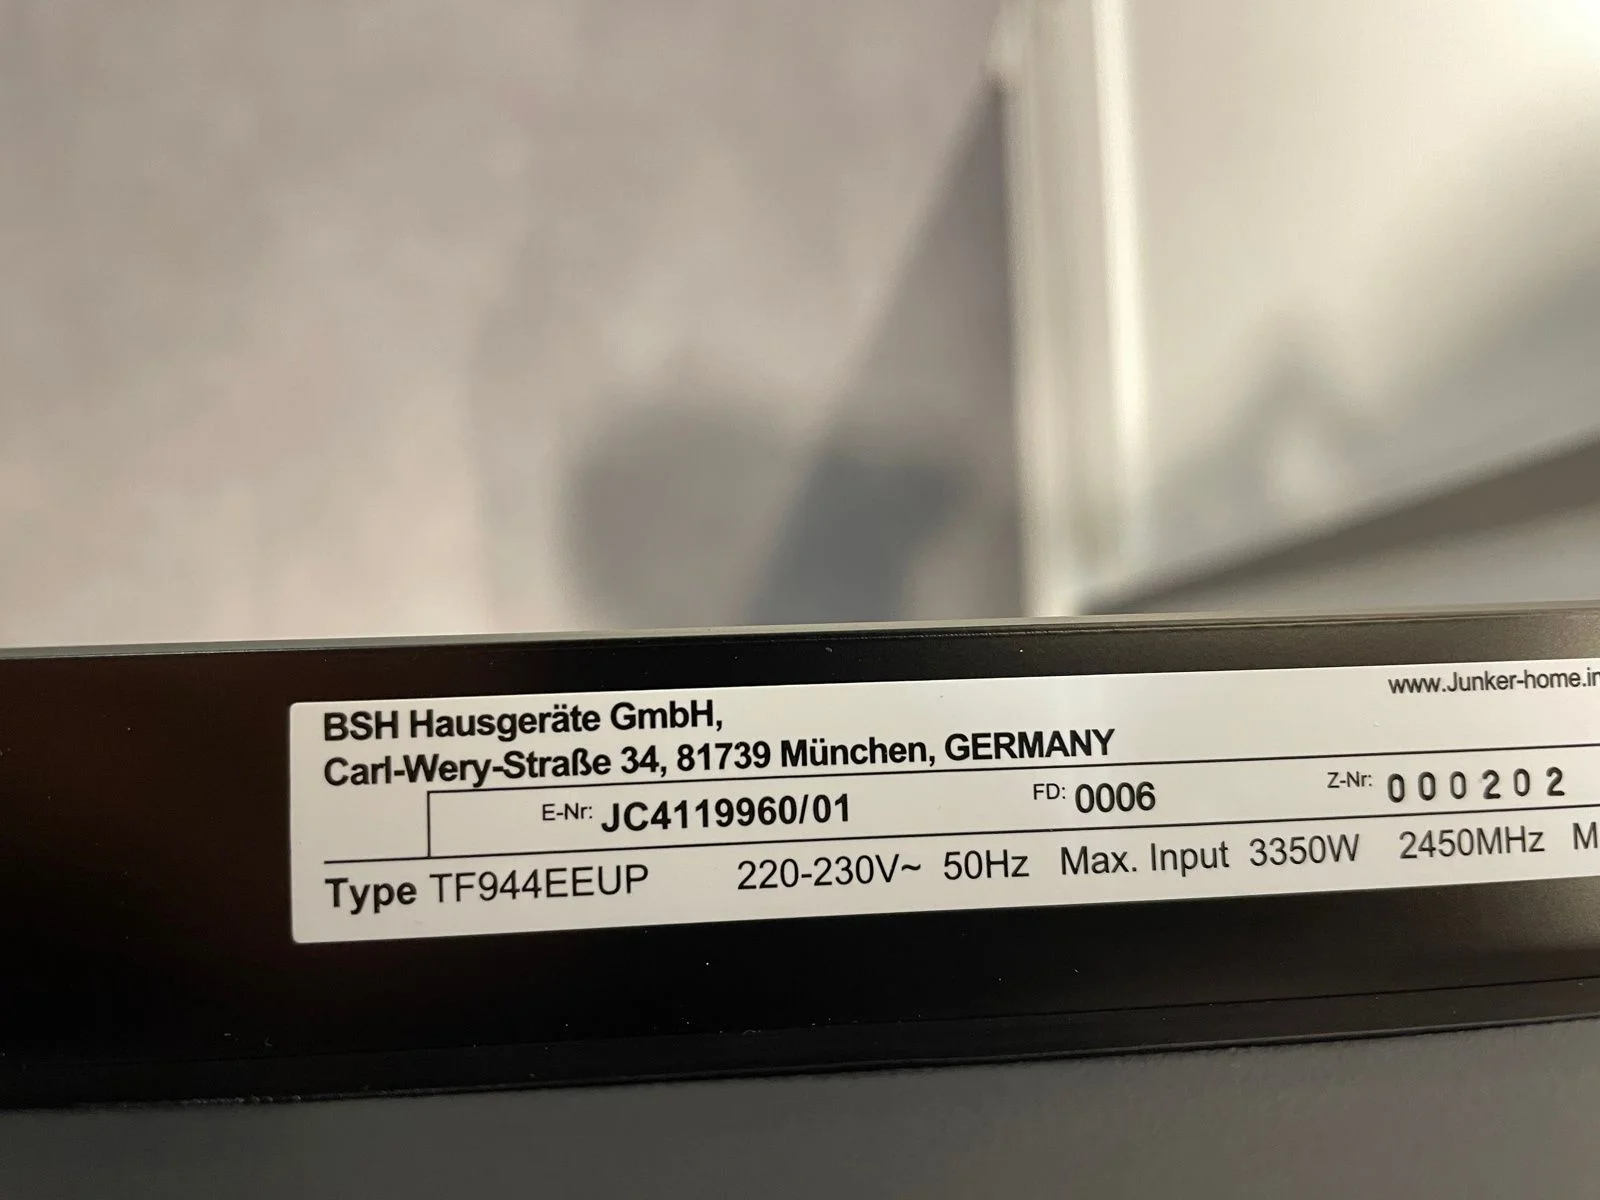 www.Junker-home.in
BSH Hausgeräte GmbH,
Carl-Wery-Straße 34, 81739 München, GERMANY
E-Nr: JC4119960/01 FD: 0006 Z-Nr: 000202
Type TF944EEUP 220-230V~ 50Hz Max. Input 3350W 2450MHz M